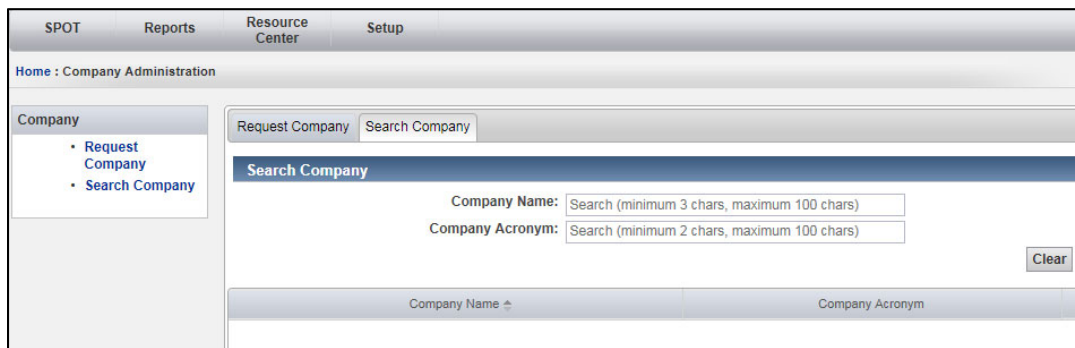 SPOT Reports Resource Center Setup
Home : Company Administration
Company
• Request Company
• Search Company
Request Company Search Company
Search Company
Company Name: Search (minimum 3 chars, maximum 100 chars)
Company Acronym: Search (minimum 2 chars, maximum 100 chars)
Clear
Company Name Company Acronym